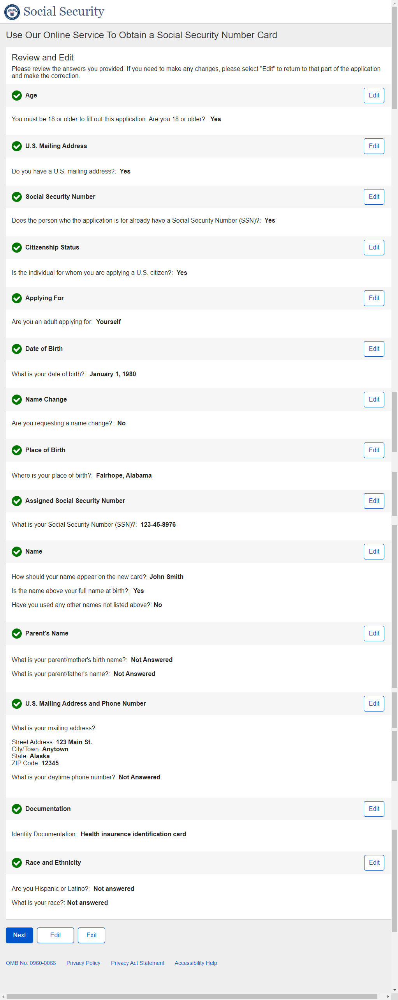 Social Security
Use Our Online Service To Obtain a Social Security Number Card
Review and Edit
Please review the answers you provided. If you need to make any changes, please select "Edit" to return to that part of the application
and make the correction.
Age
Edit
You must be 18 or older to fill out this application. Are you 18 or older?: Yes
U.S. Mailing Address
Edit
Do you have a U.S. mailing address?: Yes
Social Security Number
Edit
Does the person who the application is for already have a Social Security Number (SSN)?: Yes
Citizenship Status
Edit
Is the individual for whom you are applying a U.S. citizen?: Yes
Applying For
Edit
Are you an adult applying for: Yourself
Date of Birth
Edit
What is your date of birth?: January 1, 1980
Name Change
Edit
Are you requesting a name change?: No
Place of Birth
Edit
Where is your place of birth?: Fairhope, Alabama
Assigned Social Security Number
Edit
What is your Social Security Number (SSN)?: 123-45-8976
Name
Edit
How should your name appear on the new card?: John Smith
Is the name above your full name at birth?: Yes
Have you used any other names not listed above?: No
Parent's Name
Edit
What is your parent/mother's birth name?: Not Answered
What is your parent/father's name?: Not Answered
U.S. Mailing Address and Phone Number
Edit
What is your mailing address?
Street Address: 123 Main St.
City/Town: Anytown
State: Alaska
ZIP Code: 12345
What is your daytime phone number?: Not Answered
Documentation
Edit
Identity Documentation: Health insurance identification card
Race and Ethnicity
Edit
Are you Hispanic or Latino?: Not answered
What is your race?: Not answered
Next Edit Exit
OMB No. 0960-0066 Privacy Policy Privacy Act Statement Accessibility Help